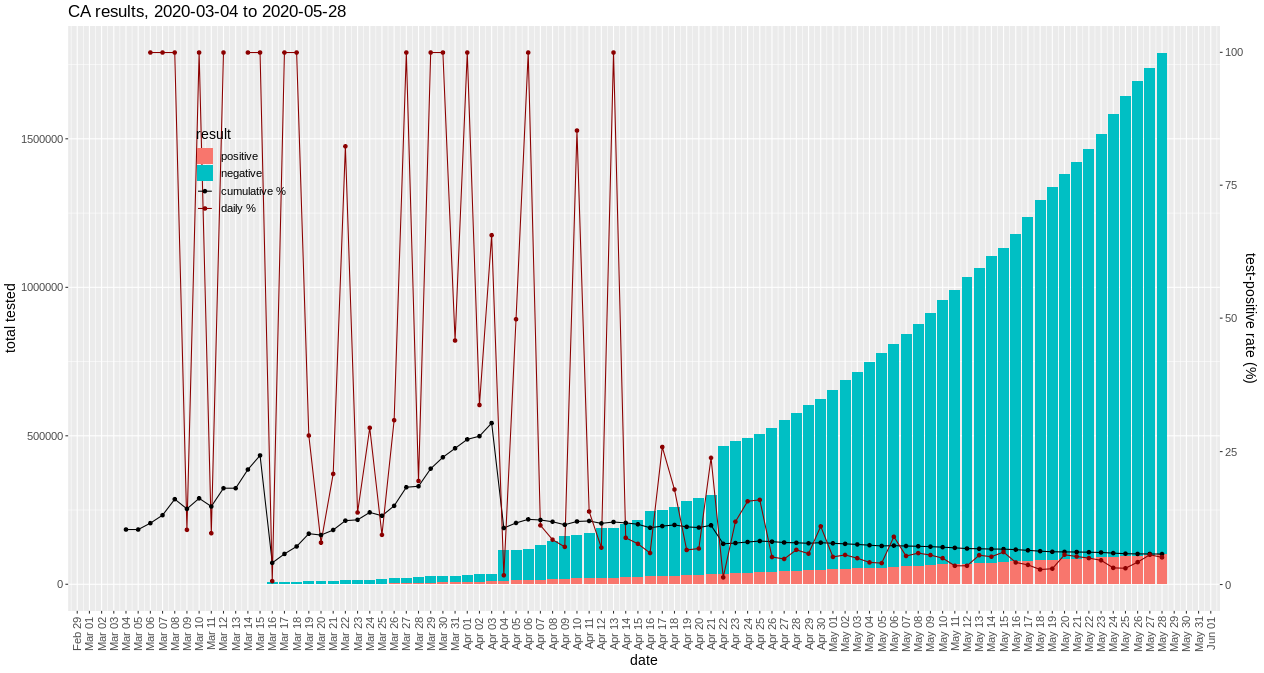 CA results, 2020-03-04 to 2020-05-28
total tested
1500000
1000000
500000
0
result
positive
negative
cumulative %
daily %
100
75
50
25
0
test-positive rate (%)
Feb 29
Mar 01
Mar 02
Mar 03
Mar 04
Mar 05
Mar 06
Mar 07
Mar 08
Mar 09
Mar 10
Mar 11
Mar 12
Mar 13
Mar 14
Mar 15
Mar 16
Mar 17
Mar 18
Mar 19
Mar 20
Mar 21
Mar 22
Mar 23
Mar 24
Mar 25
Mar 26
Mar 27
Mar 28
Mar 29
Mar 30
Mar 31
Apr 01
Apr 02
Apr 03
Apr 04
Apr 05
Apr 06
Apr 07
Apr 08
Apr 09
Apr 10
Apr 11
Apr 12
Apr 13
Apr 14
Apr 15
Apr 16
Apr 17
Apr 18
Apr 19
Apr 20
Apr 21
Apr 22
Apr 23
Apr 24
Apr 25
Apr 26
Apr 27
Apr 28
Apr 29
Apr 30
May 01
May 02
May 03
May 04
May 05
May 06
May 07
May 08
May 09
May 10
May 11
May 12
May 13
May 14
May 15
May 16
May 17
May 18
May 19
May 20
May 21
May 22
May 23
May 24
May 25
May 26
May 27
May 28
May 29
May 30
May 31
Jun 01
date